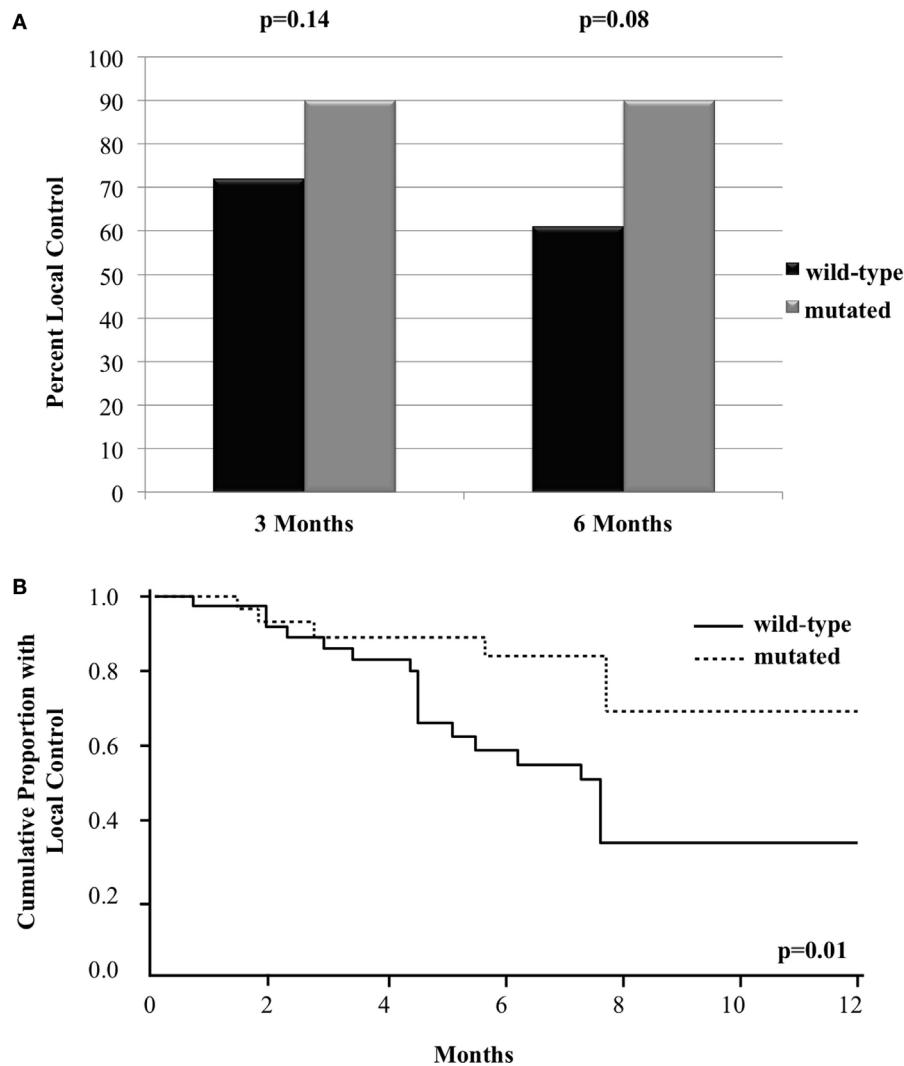 A
p=0.14
p=0.08
100
90
80
70
60
50
40
30
20
10
0
Percent Local Control
3 Months
6 Months
wild-type
mutated
B
1.0
0.8
0.6
0.4
0.2
0.0
Cumulative Proportion with
Local Control
wild-type
mutated
p=0.01
0
2
4
6
8
10
12
Months